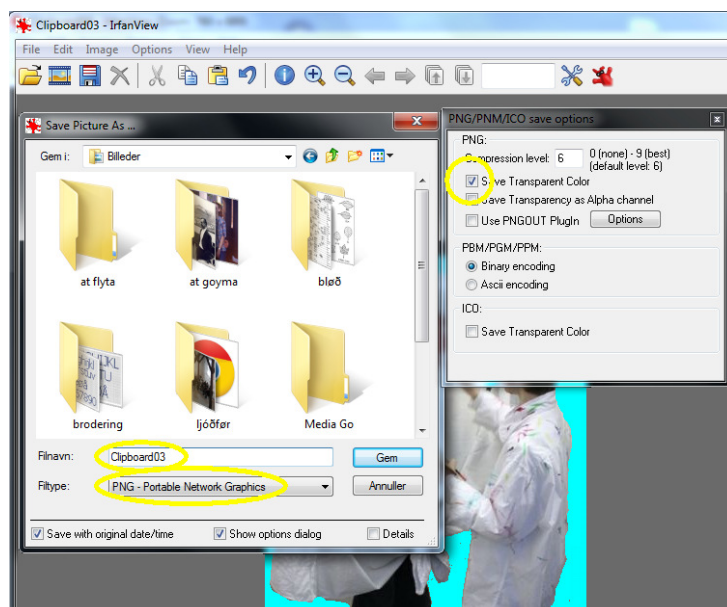 Clipboard03 - IrfanView
File Edit Image Options View Help
Save Picture As ...
Gem i: Billeder
at flyta at goyma bløð
brodering ljóðfør Media Go
Filnavn: Clipboard03 Gem
Filtype: PNG - Portable Network Graphics Annuller
Save with original date/time Show options dialog Details
PNG/PNM/ICO save options
PNG:
Compression level: 6 0 (none) - 9 (best)
(default level: 6)
Save Transparent Color
Save Transparency as Alpha channel
Use PNGOUT PlugIn Options
PBM/PGM/PPM:
Binary encoding
Ascii encoding
ICO:
Save Transparent Color